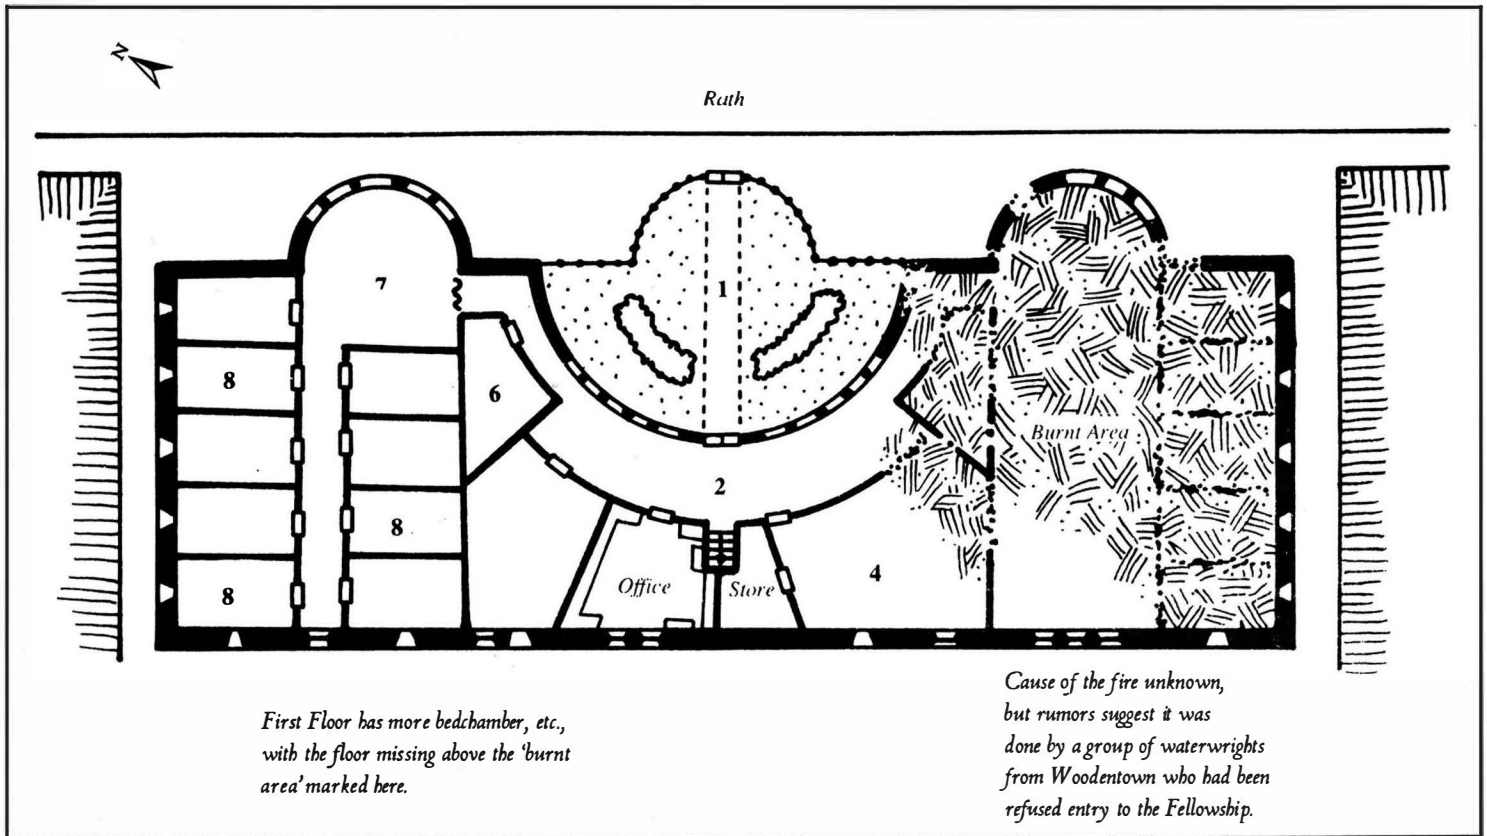 N
Rath
1
7
8
6
Burnt Area
2
8
4
Office
Store
8
First Floor has more bedchamber, etc.,
with the floor missing above the ‘burnt
area’ marked here.
Cause of the fire unknown,
but rumors suggest it was
done by a group of waterwrights
from Woodentown who had been
refused entry to the Fellowship.